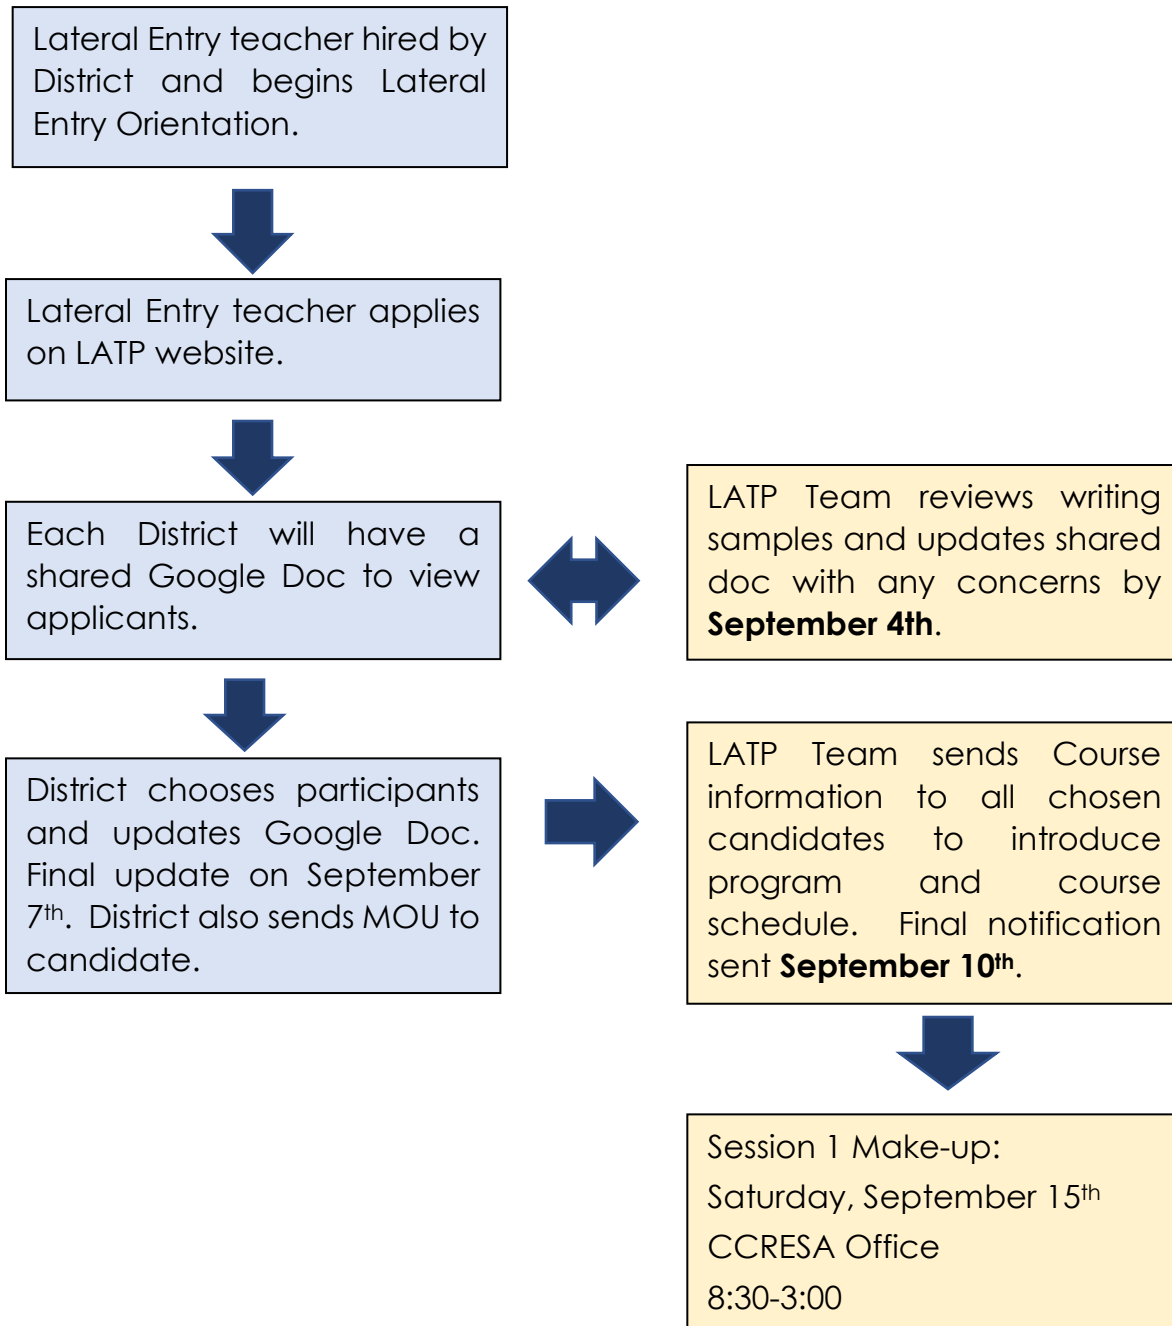 Lateral Entry teacher hired by
District and begins Lateral
Entry Orientation.
Lateral Entry teacher applies
on LATP website.
Each District will have a
shared Google Doc to view
applicants.
LATP Team reviews writing
samples and updates shared
doc with any concerns by
September 4th.
District chooses participants
and updates Google Doc.
Final update on September
7th. District also sends MOU to
candidate.
LATP Team sends Course
information to all chosen
candidates to introduce
program and course
schedule. Final notification
sent September 10th.
Session 1 Make-up:
Saturday, September 15th
CCRESA Office
8:30-3:00